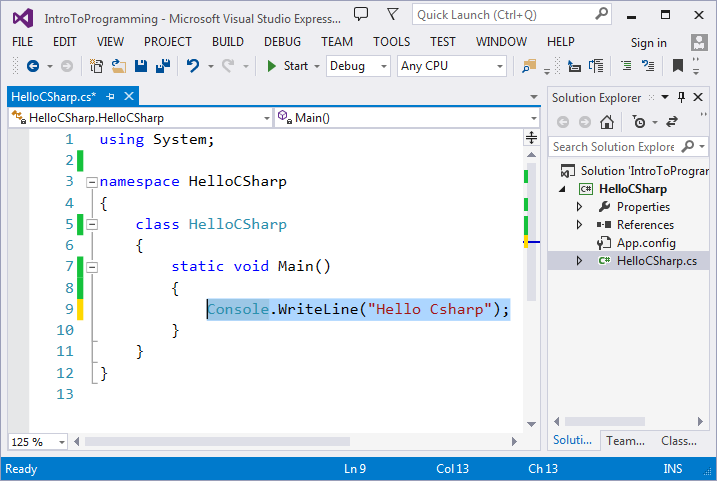 IntroToProgramming - Microsoft Visual Studio Express...
Quick Launch (Ctrl+Q)
FILE EDIT VIEW PROJECT BUILD DEBUG TEAM TOOLS TEST WINDOW HELP Sign in
Start Debug Any CPU
HelloCSharp.cs*
HelloCSharp.HelloCSharp Main()
1 using System;
2
3 namespace HelloCSharp
4 {
5 class HelloCSharp
6 {
7 static void Main()
8 {
9 Console.WriteLine("Hello Csharp");
10 }
11 }
12 }
13
125 %
Solution Explorer
Search Solution Explore
Solution 'IntroToPrograr
C# HelloCSharp
Properties
References
App.config
C# HelloCSharp.cs
Soluti... Team... Class...
Ready Ln 9 Col 13 Ch 13 INS